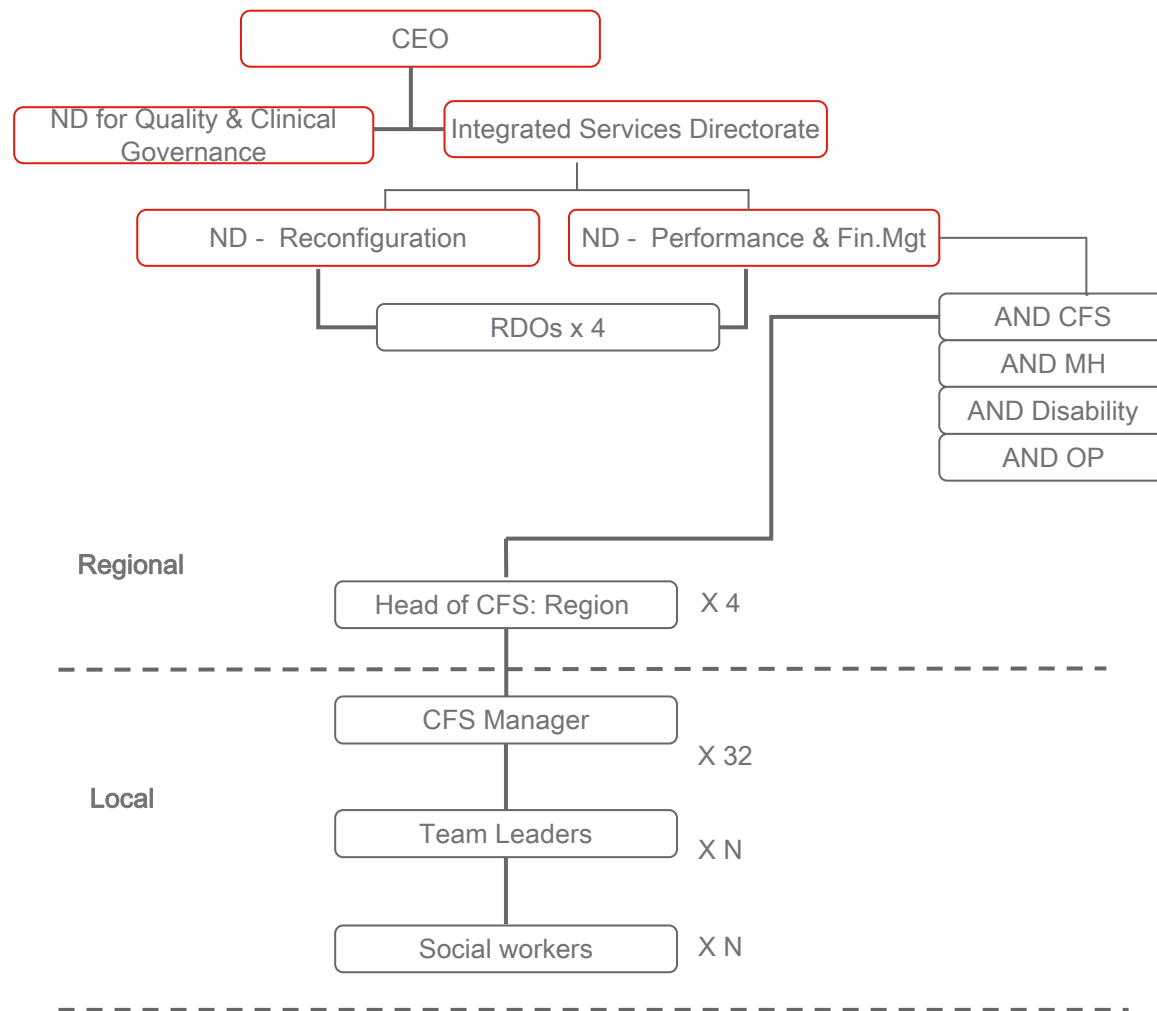 CEO
ND for Quality & Clinical
Governance
Integrated Services Directorate
ND -  Reconfiguration
ND -  Performance & Fin.Mgt
RDOs x 4
AND CFS
AND MH
AND Disability
AND OP
Regional
Head of CFS: Region
X 4
CFS Manager
X 32
Local
Team Leaders
X N
Social workers
X N